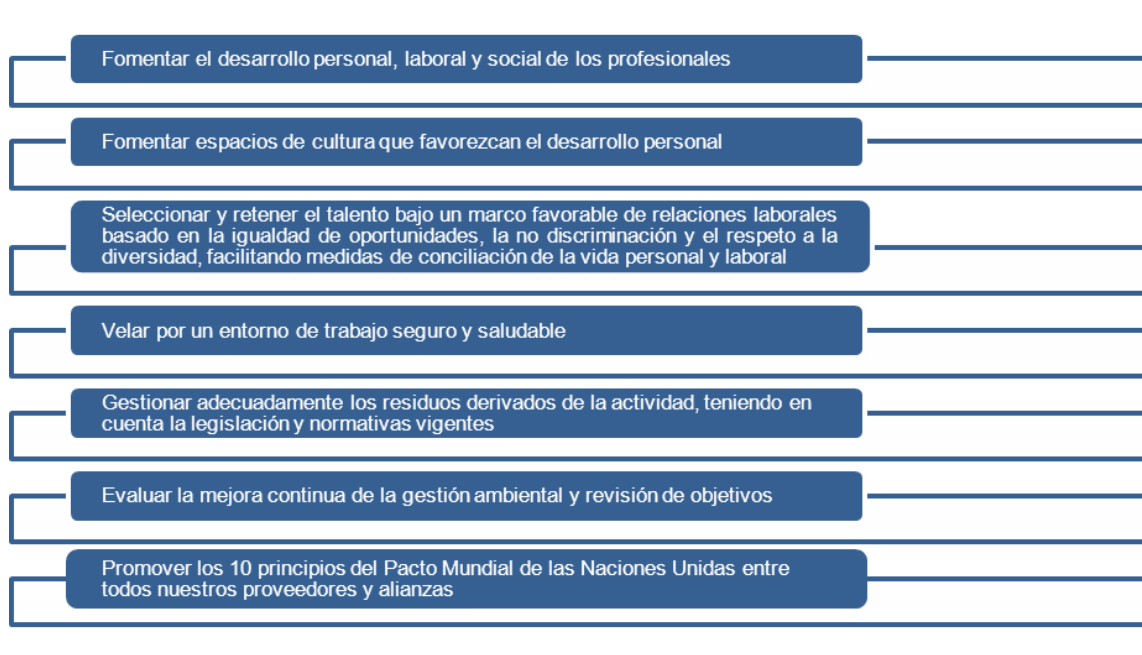 Fomentar el desarrollo personal, laboral y social de los profesionales
Fomentar espacios de cultura que favorezcan el desarrollo personal
Seleccionar y retener el talento bajo un marco favorable de relaciones laborales
basado en la igualdad de oportunidades, la no discriminación y el respeto a la
diversidad, facilitando medidas de conciliación de la vida personal y laboral
Velar por un entorno de trabajo seguro y saludable
Gestionar adecuadamente los residuos derivados de la actividad, teniendo en
cuenta la legislación y normativas vigentes
Evaluar la mejora continua de la gestión ambiental y revisión de objetivos
Promover los 10 principios del Pacto Mundial de las Naciones Unidas entre
todos nuestros proveedores y alianzas